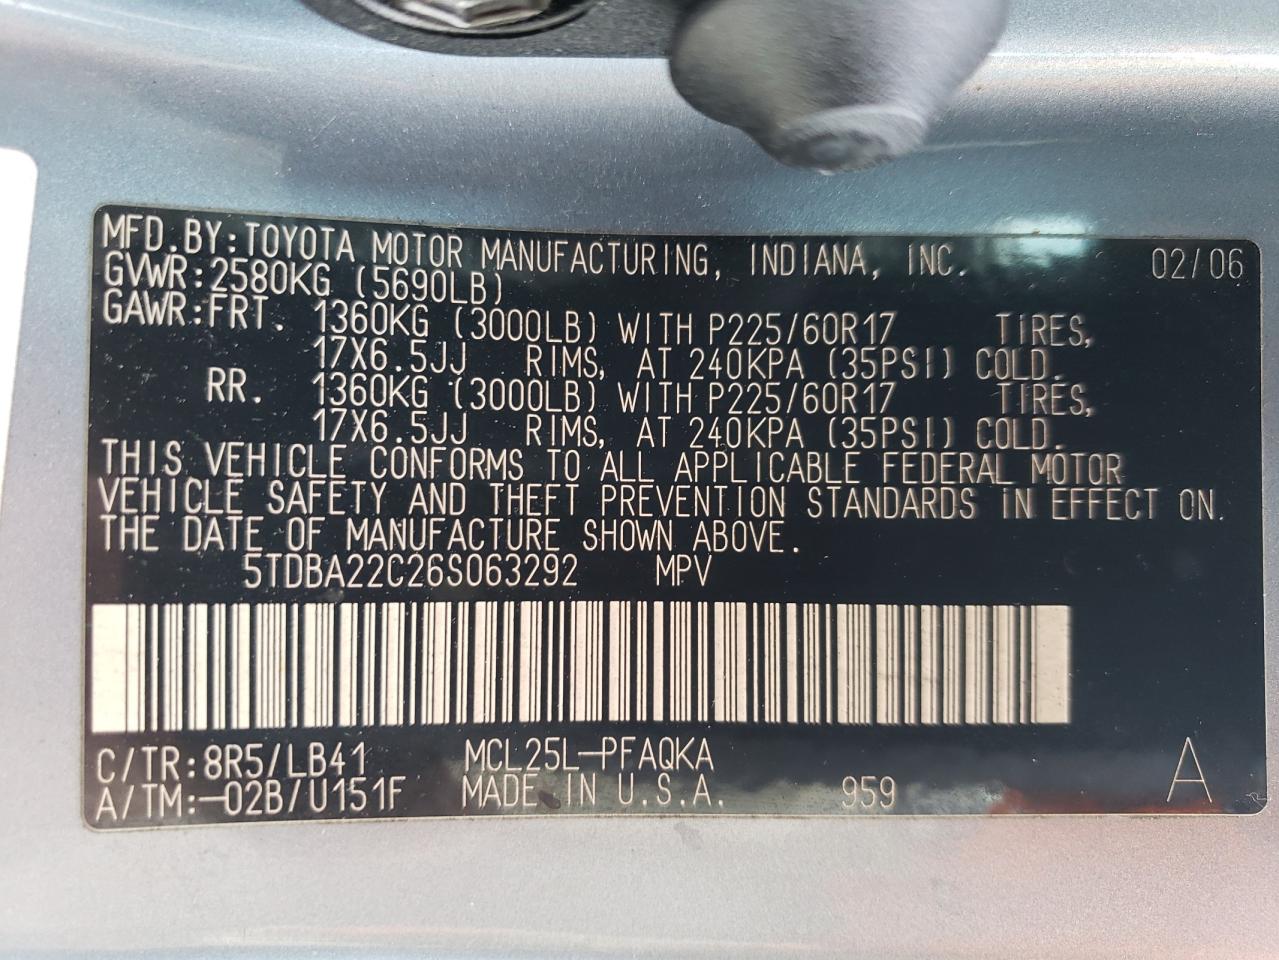 MFD.BY:TOYOTA MOTOR MANUFACTURING, INDIANA, INC. 02/06
GVWR:2580KG (5690LB)
GAWR:FRT. 1360KG (3000LB) WITH P225/60R17 TIRES,
17X6.5JJ RIMS, AT 240KPA (35PSI) COLD.
RR. 1360KG (3000LB) WITH P225/60R17 TIRES,
17X6.5JJ RIMS, AT 240KPA (35PSI) COLD.
THIS VEHICLE CONFORMS TO ALL APPLICABLE FEDERAL MOTOR
VEHICLE SAFETY AND THEFT PREVENTION STANDARDS IN EFFECT ON.
THE DATE OF MANUFACTURE SHOWN ABOVE.
5TDBA22C26S063292 MPV
C/TR:8R5/LB41 MCL25L-PFAQKA A
A/TM:-02B/U151F MADE IN U.S.A. 959